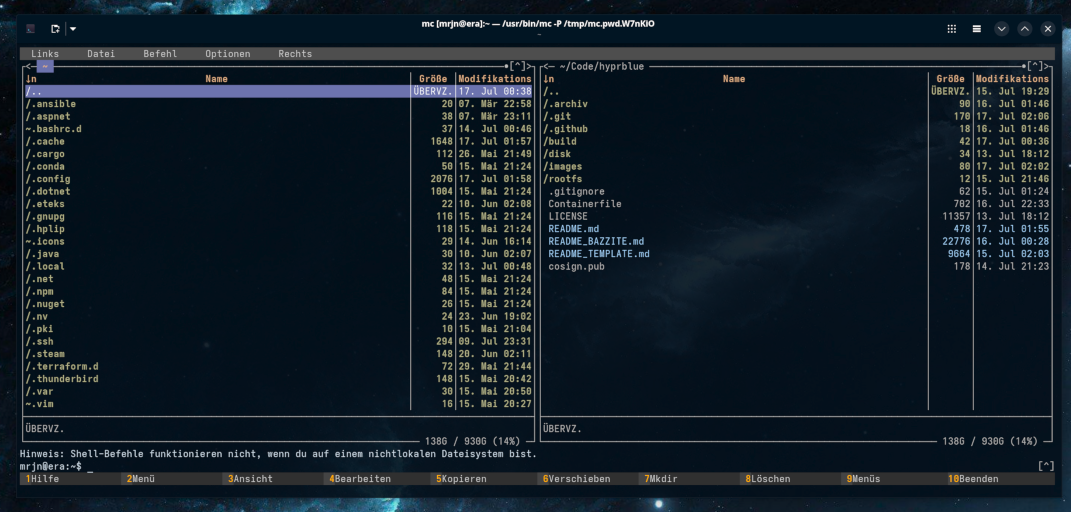 mc [mrjn@era]:~ — /usr/bin/mc -P /tmp/mc.pwd.W7nKiO
Links Datei Befehl Optionen Rechts
<— ~ •[^]> <— ~/Code/hyprblue •[^]>
↓n Name Größe Modifikations ↓n Name Größe Modifikations
/.. ÜBERVZ. 17. Jul 00:38 /.. ÜBERVZ. 15. Jul 19:29
/.ansible 20 07. Mär 22:58 /.archiv 90 16. Jul 01:46
/.aspnet 38 07. Mär 23:11 /.git 170 17. Jul 02:06
~.bashrc.d 37 14. Jul 00:46 /.github 18 16. Jul 01:46
/.cache 1648 17. Jul 01:57 /build 42 17. Jul 00:36
/.cargo 112 26. Mai 21:49 /disk 34 13. Jul 18:12
/.conda 50 15. Mai 21:24 /images 80 17. Jul 02:02
/.config 2076 17. Jul 01:58 /rootfs 12 15. Jul 21:46
/.dotnet 1004 15. Mai 21:24 .gitignore 62 15. Jul 01:24
/.eteks 22 10. Jun 02:08 Containerfile 702 16. Jul 22:33
/.gnupg 116 15. Mai 21:24 LICENSE 11357 13. Jul 18:12
/.hplip 118 15. Mai 21:24 README.md 478 17. Jul 01:55
~.icons 29 14. Jun 16:14 README_BAZZITE.md 22776 16. Jul 00:28
/.java 30 10. Jun 02:07 README_TEMPLATE.md 9664 15. Jul 02:03
/.local 32 13. Jul 00:48 cosign.pub 178 14. Jul 21:23
/.net 48 15. Mai 21:24
/.npm 84 15. Mai 21:24
/.nuget 26 15. Mai 21:24
/.nv 24 23. Jun 19:02
/.pki 10 15. Mai 21:04
/.ssh 294 09. Jul 23:31
/.steam 148 20. Jun 02:11
/.terraform.d 72 29. Mai 21:44
/.thunderbird 148 15. Mai 20:42
/.var 30 15. Mai 20:50
~.vim 16 15. Mai 20:27
ÜBERVZ. ÜBERVZ.
138G / 930G (14%) 138G / 930G (14%)
Hinweis: Shell-Befehle funktionieren nicht, wenn du auf einem nichtlokalen Dateisystem bist.
mrjn@era:~$ _ [^]
1Hilfe 2Menü 3Ansicht 4Bearbeiten 5Kopieren 6Verschieben 7Mkdir 8Löschen 9Menüs 10Beenden